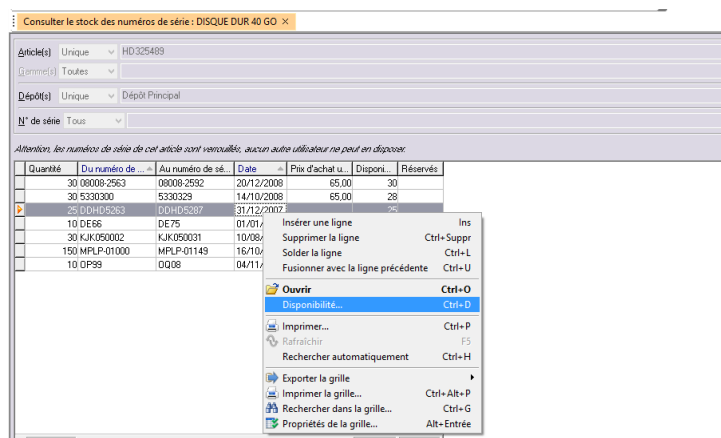 Consulter le stock des numéros de série : DISQUE DUR 40 GO ×
Article(s) Unique HD325489
Gamme(s) Toutes
Dépôt(s) Unique Dépôt Principal
N° de série Tous
Attention, les numéros de série de cet article sont verrouillés, aucun autre utilisateur ne peut en disposer.
Quantité Du numéro de ... Au numéro de sé... Date Prix d'achat u... Disponi... Réservés
30 08008-2563 08008-2592 20/12/2008 65,00 30
30 5330300 5330329 14/10/2008 65,00 28
25 DDHD5263 DDHD5287 31/12/2007 25
10 DE66 DE75 01/01/
30 KJK050002 KJK050031 10/08/
150 MPLP-01000 MPLP-01149 16/10/
10 OP99 OQ08 04/11/
Insérer une ligne Ins
Supprimer la ligne Ctrl+Suppr
Solder la ligne Ctrl+L
Fusionner avec la ligne précédente Ctrl+U
Ouvrir Ctrl+O
Disponibilité... Ctrl+D
Imprimer... Ctrl+P
Rafraîchir F5
Rechercher automatiquement Ctrl+H
Exporter la grille
Imprimer la grille... Ctrl+Alt+P
Rechercher dans la grille... Ctrl+G
Propriétés de la grille... Alt+Entrée